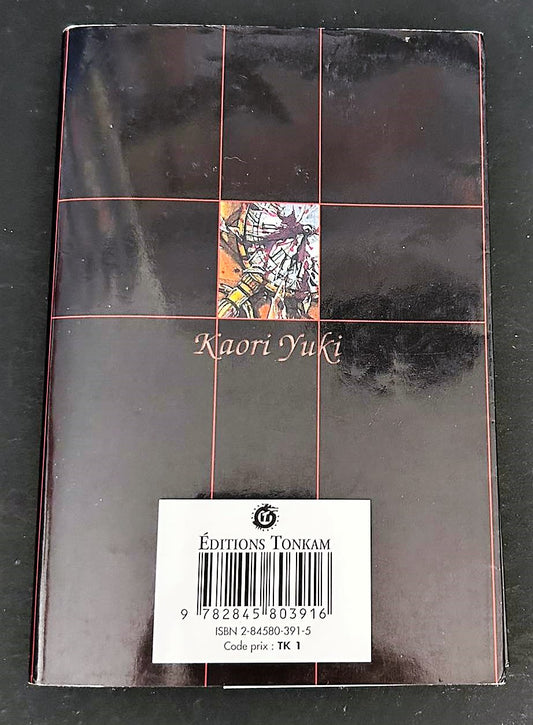 Kaori Yuki
ÉDITIONS TONKAM
9 782845 803916
ISBN 2-84580-391-5
Code prix : TK 1